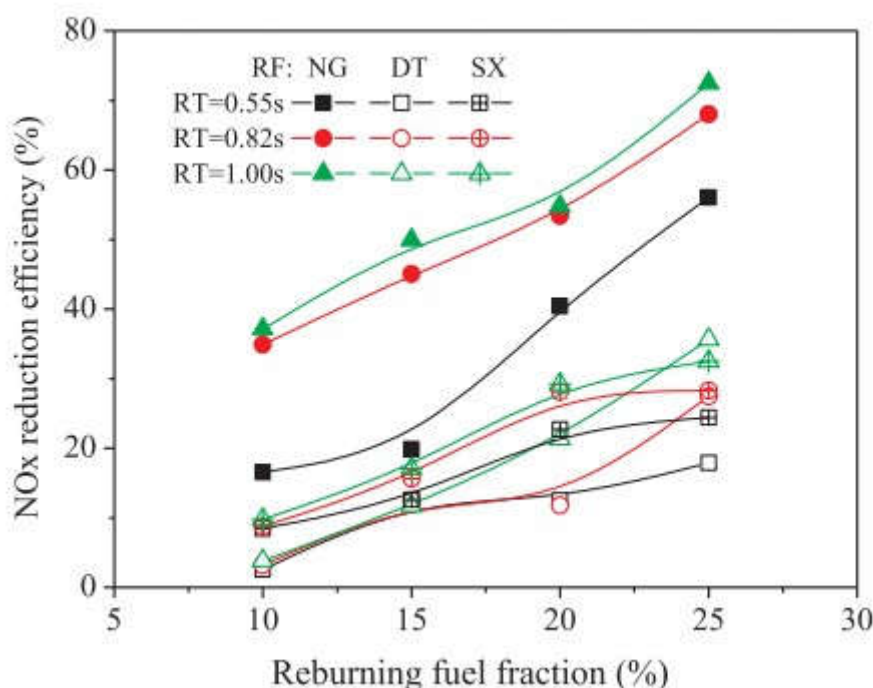 80
60
40
20
0
5
10
15
20
25
30
NOx reduction efficiency (%)
Reburning fuel fraction (%)
RF: NG DT SX
RT=0.55s
RT=0.82s
RT=1.00s